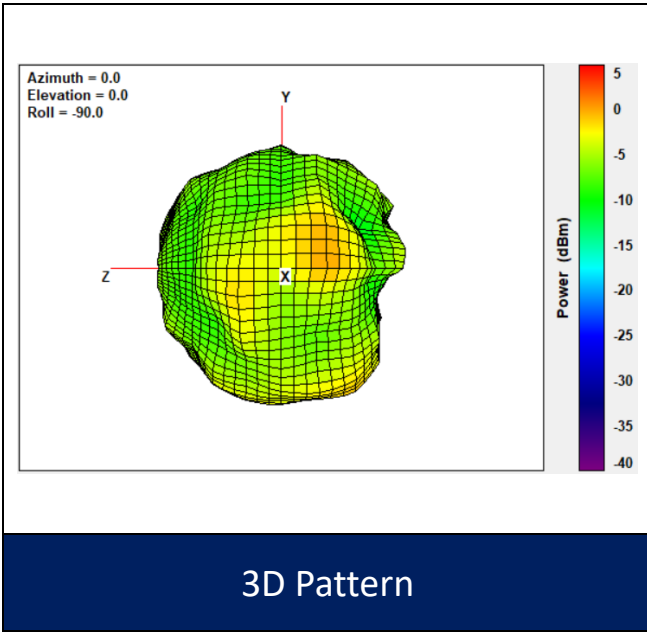 Azimuth = 0.0
Elevation = 0.0
Roll = -90.0
Y
Z
X
5
0
-5
-10
-15
-20
-25
-30
-35
-40
Power (dBm)
3D Pattern